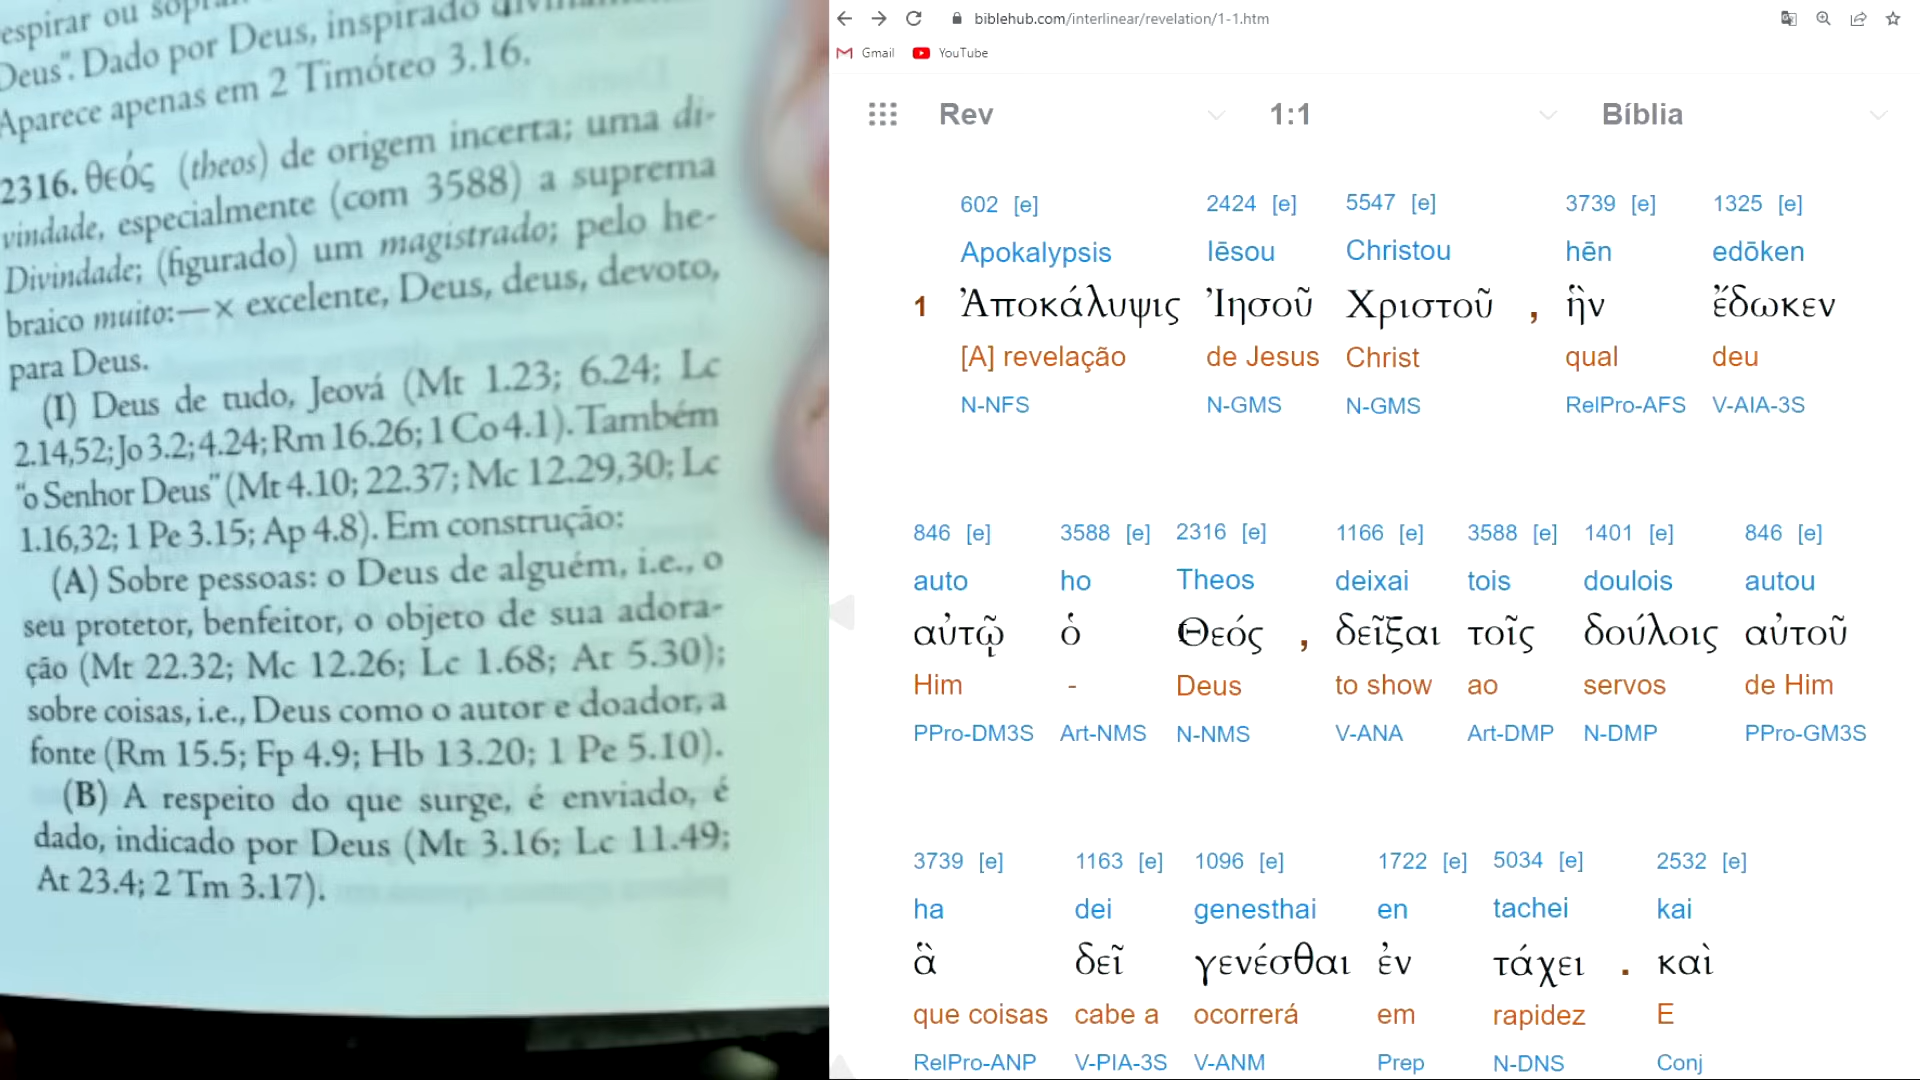 espirar ou
Deus". Dado por Deus, inspirado
Aparece apenas em 2 Timóteo 3.16.
2316. θεός (theos) de origem incerta; uma di-
vindade, especialmente (com 3588) a suprema
Divindade; (figurado) um magistrado; pelo he-
braico muito:—× excelente, Deus, deus, devoto,
para Deus.
(I) Deus de tudo, Jeová (Mt 1.23; 6.24; Lc
2.14,52; Jo 3.2; 4.24; Rm 16.26; 1 Co 4.1). Também
"o Senhor Deus" (Mt 4.10; 22.37; Mc 12.29,30; Lc
1.16,32; 1 Pe 3.15; Ap 4.8). Em construção:
(A) Sobre pessoas: o Deus de alguém, i.e., o
seu protetor, benfeitor, o objeto de sua adora-
ção (Mt 22.32; Mc 12.26; Lc 1.68; At 5.30);
sobre coisas, i.e., Deus como o autor e doador, a
fonte (Rm 15.5; Fp 4.9; Hb 13.20; 1 Pe 5.10).
(B) A respeito do que surge, é enviado, é
dado, indicado por Deus (Mt 3.16; Lc 11.49;
At 23.4; 2 Tm 3.17).
biblehub.com/interlinear/revelation/1-1.htm
Gmail YouTube
Rev 1:1 Bíblia
602 [e] 2424 [e] 5547 [e] 3739 [e] 1325 [e]
Apokalypsis Iēsou Christou hēn edōken
1 Ἀποκάλυψις Ἰησοῦ Χριστοῦ , ἣν ἔδωκεν
[A] revelação de Jesus Christ qual deu
N-NFS N-GMS N-GMS RelPro-AFS V-AIA-3S
846 [e] 3588 [e] 2316 [e] 1166 [e] 3588 [e] 1401 [e] 846 [e]
auto ho Theos deixai tois doulois autou
αὐτῷ ὁ Θεός , δεῖξαι τοῖς δούλοις αὐτοῦ
Him - Deus to show ao servos de Him
PPro-DM3S Art-NMS N-NMS V-ANA Art-DMP N-DMP PPro-GM3S
3739 [e] 1163 [e] 1096 [e] 1722 [e] 5034 [e] 2532 [e]
ha dei genesthai en tachei kai
ἃ δεῖ γενέσθαι ἐν τάχει . καὶ
que coisas cabe a ocorrerá em rapidez E
RelPro-ANP V-PIA-3S V-ANM Prep N-DNS Conj